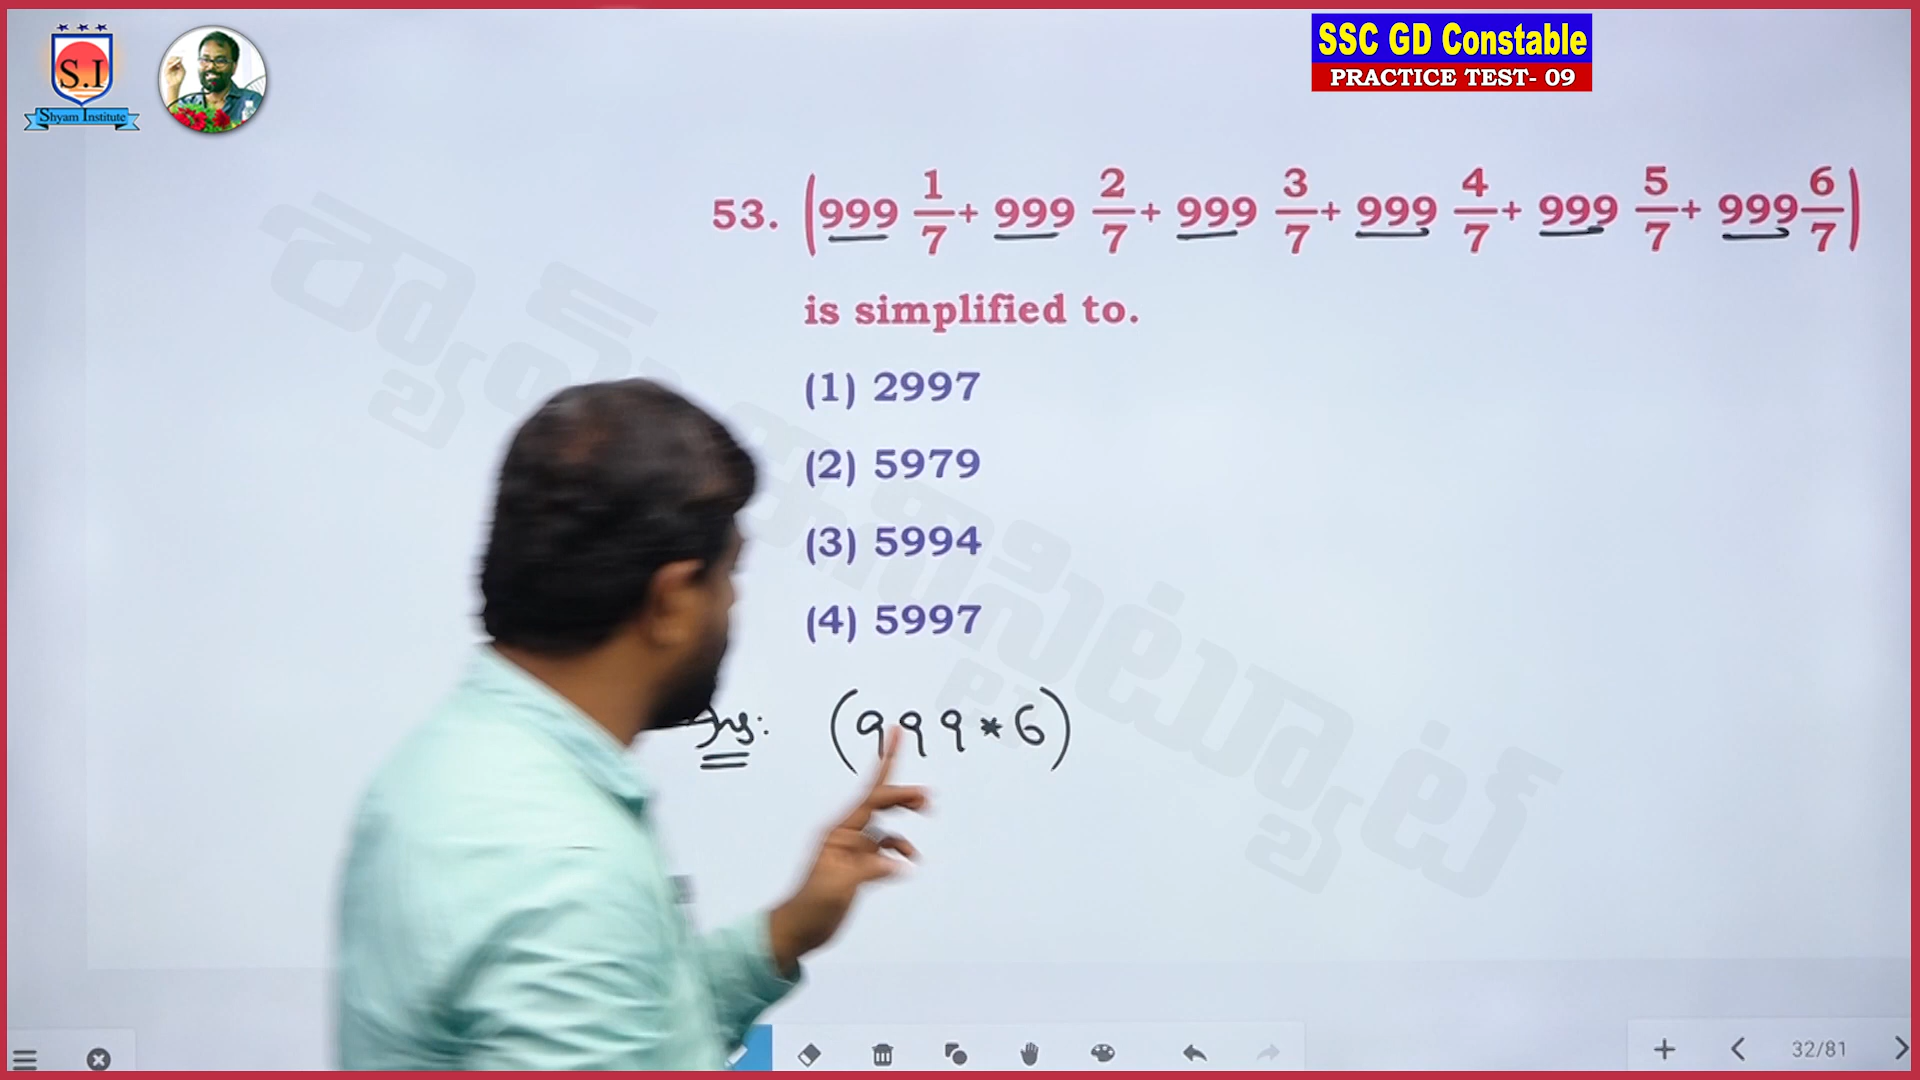 S.I
Shyam Institute
SSC GD Constable
PRACTICE TEST- 09
53. (999 1/7 + 999 2/7 + 999 3/7 + 999 4/7 + 999 5/7 + 999 6/7)
is simplified to.
(1) 2997
(2) 5979
(3) 5994
(4) 5997
(999 * 6)
శ్యామ్ ఇన్‌స్టిట్యూట్
32/81